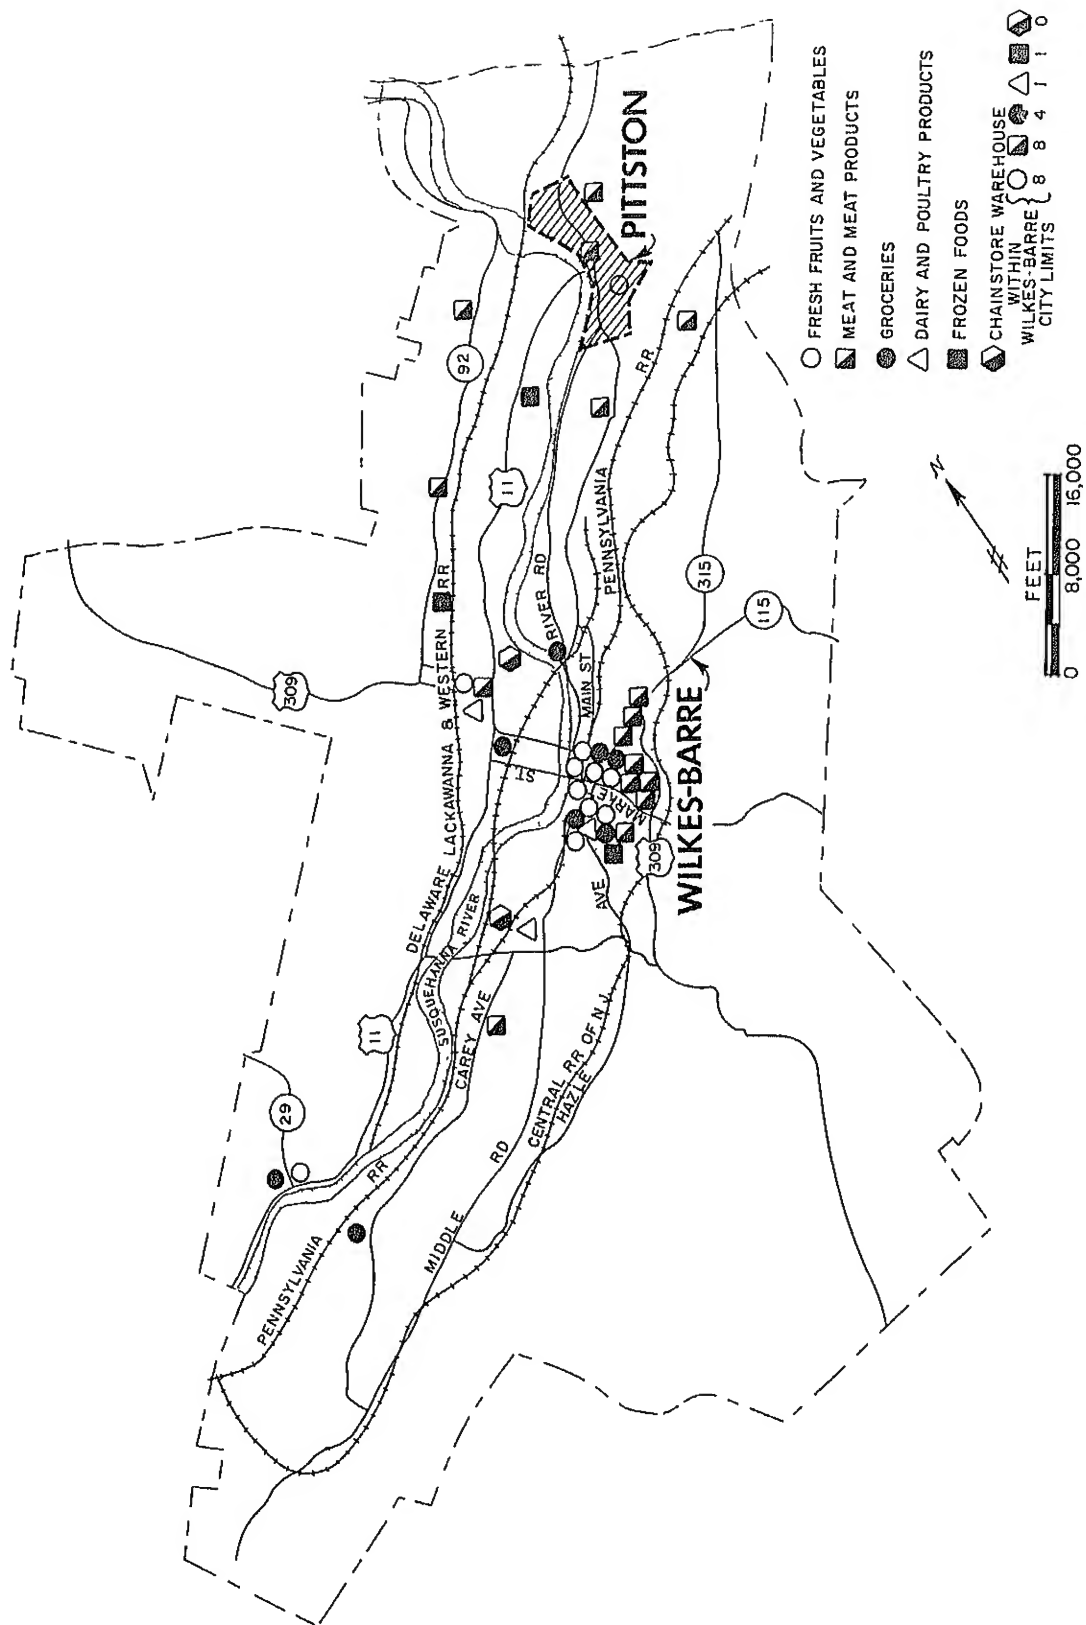 92
PITTSTON
309
DELAWARE LACKAWANNA & WESTERN RR
11
RIVER RD
PENNSYLVANIA RR
MAIN ST
315
115
MARKE ST.
WILKES-BARRE
309
AVE
11
SUSQUEHANNA RIVER
CAREY AVE
CENTRAL RR OF N J
HAZLE
29
PENNSYLVANIA RR
MIDDLE RD
FRESH FRUITS AND VEGETABLES
MEAT AND MEAT PRODUCTS
GROCERIES
DAIRY AND POULTRY PRODUCTS
FROZEN FOODS
CHAINSTORE WAREHOUSE
WITHIN
WILKES-BARRE
CITY LIMITS
8 8 4 1 1 0
N
FEET
0 8,000 16,000